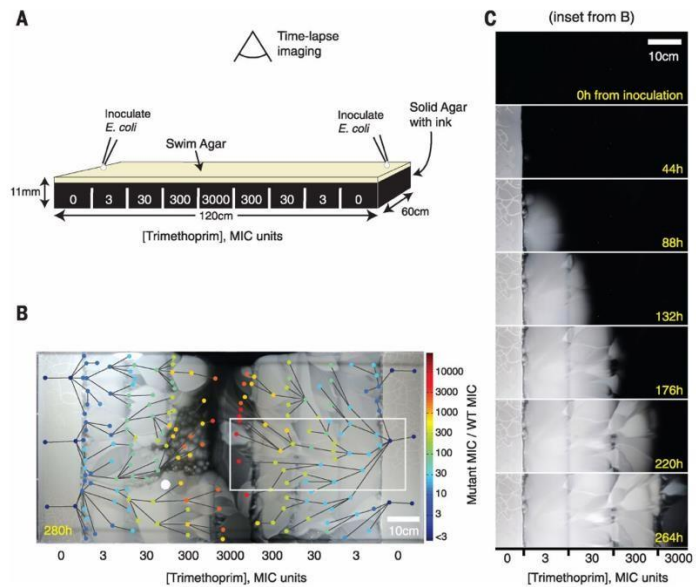 A
Time-lapse
imaging
Inoculate
E. coli
Swim Agar
Inoculate
E. coli
Solid Agar
with ink
11mm
0 3 30 300 3000 300 30 3 0
120cm
60cm
[Trimethoprim], MIC units
B
280h
10cm
10000
3000
1000
300
100
30
10
3
<3
Mutant MIC / WT MIC
0 3 30 300 3000 300 30 3 0
[Trimethoprim], MIC units
C
(inset from B)
10cm
0h from inoculation
44h
88h
132h
176h
220h
264h
0 3 30 300 3000
[Trimethoprim], MIC units